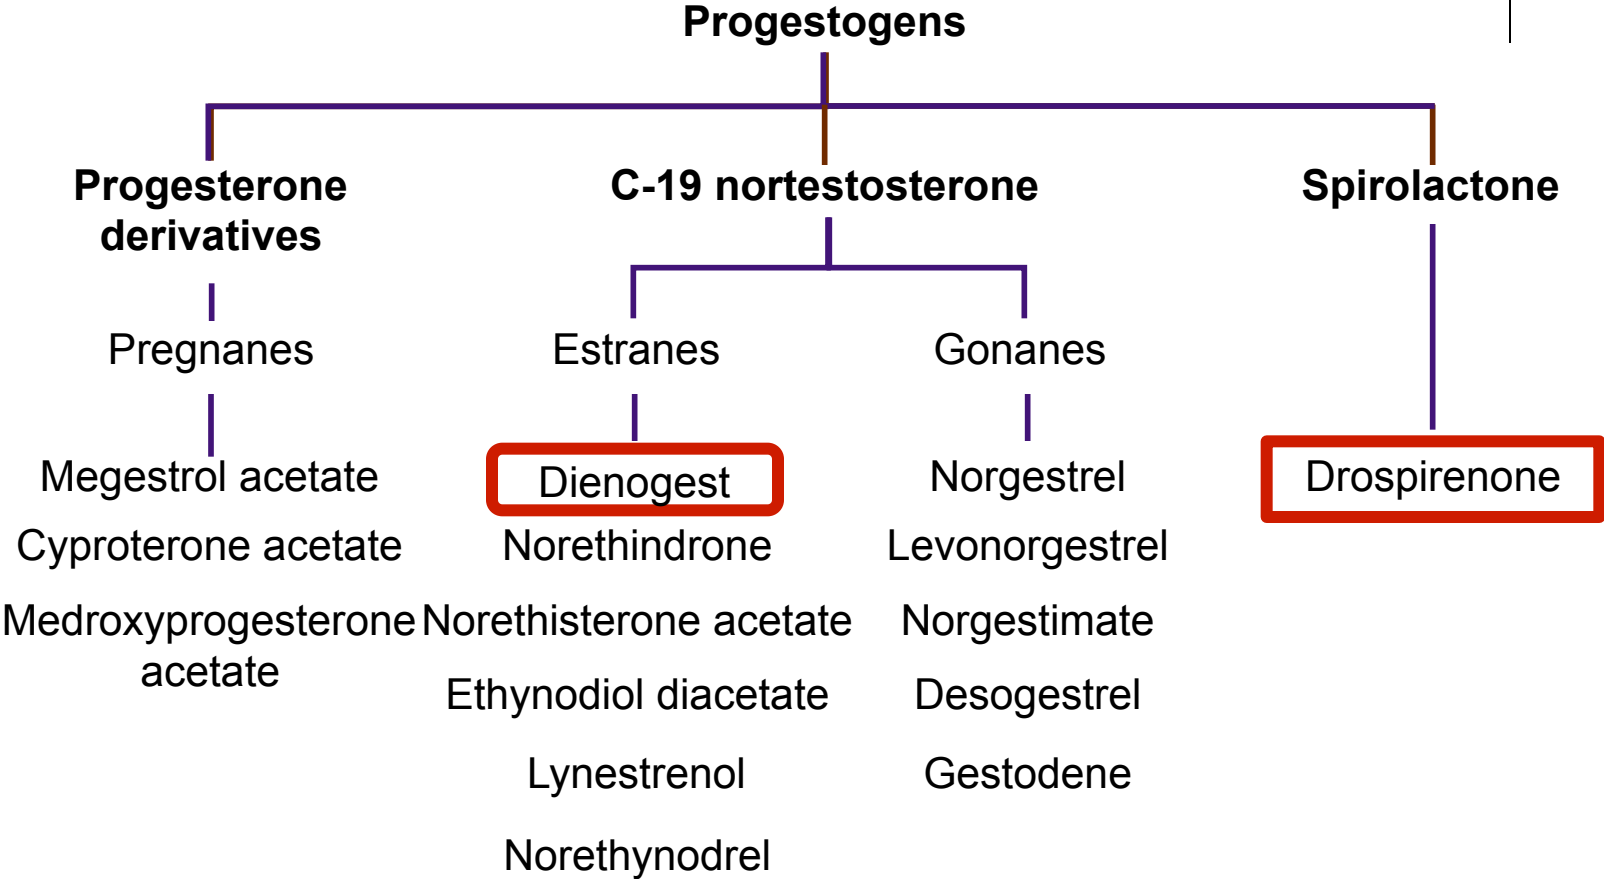 Progestogens
Progesterone
derivatives
C-19 nortestosterone
Spirolactone
Pregnanes
Estranes
Gonanes
Megestrol acetate
Cyproterone acetate
Medroxyprogesterone
acetate
Dienogest
Norethindrone
Norethisterone acetate
Ethynodiol diacetate
Lynestrenol
Norethynodrel
Norgestrel
Levonorgestrel
Norgestimate
Desogestrel
Gestodene
Drospirenone